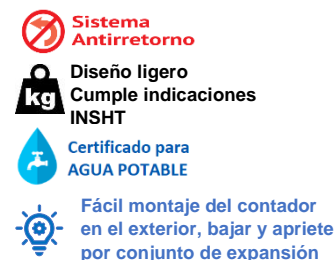 Sistema
Antirretorno
kg
Diseño ligero
Cumple indicaciones
INSHT
Certificado para
AGUA POTABLE
Fácil montaje del contador
en el exterior, bajar y apriete
por conjunto de expansión